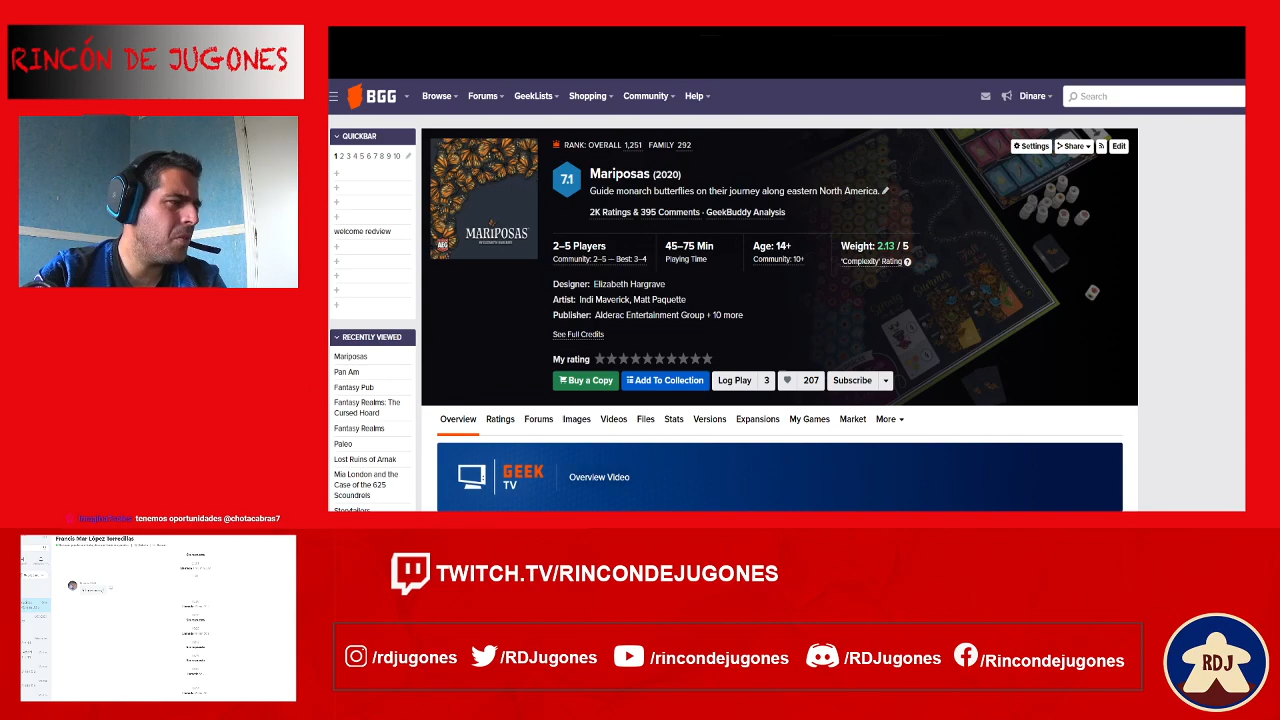 RINCÓN DE JUGONES
BGG
Browse
Forums
GeekLists
Shopping
Community
Help
Dinare
Search
QUICKBAR
1 2 3 4 5 6 7 8 9 10
welcome redview
RECENTLY VIEWED
Mariposas
Pan Am
Fantasy Pub
Fantasy Realms: The
Cursed Hoard
Fantasy Realms
Paleo
Lost Ruins of Arnak
Mia London and the
Case of the 625
Scoundrels
Storytailors
MARIPOSAS
AEG
RANK: OVERALL 1,251 FAMILY 292
Settings
Share
Edit
7.1
Mariposas (2020)
Guide monarch butterflies on their journey along eastern North America.
2K Ratings & 395 Comments · GeekBuddy Analysis
2–5 Players
Community: 2–5 — Best: 3–4
45–75 Min
Playing Time
Age: 14+
Community: 10+
Weight: 2.13 / 5
'Complexity' Rating
Designer: Elizabeth Hargrave
Artist: Indi Maverick, Matt Paquette
Publisher: Alderac Entertainment Group + 10 more
See Full Credits
My rating
Buy a Copy
Add To Collection
Log Play 3
207
Subscribe
Overview
Ratings
Forums
Images
Videos
Files
Stats
Versions
Expansions
My Games
Market
More
GEEK
TV
Overview Video
tenemos oportunidades @chotacabras7
Francis Mar López Torrecillas
TWITCH.TV/RINCONDEJUGONES
/rdjugones
/RDJugones
/rincondejugones
/RDJugones
/Rincondejugones
RDJ